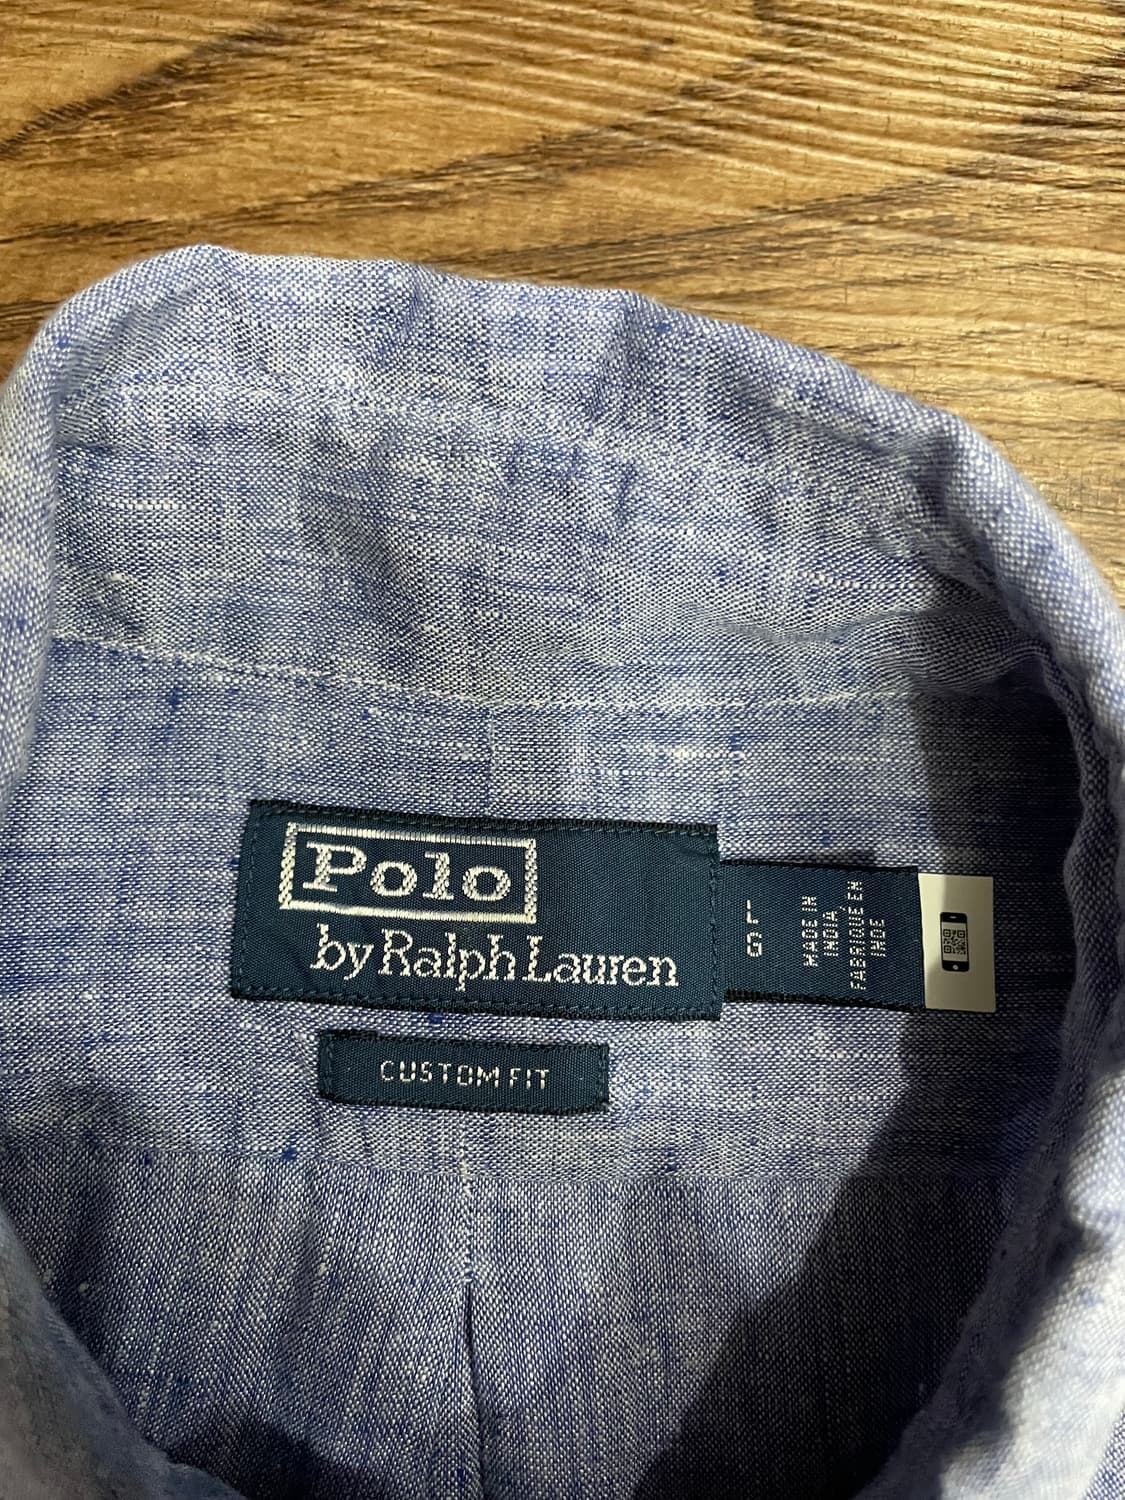 Polo
by Ralph Lauren
L
G
MADE IN
INDIA
FABRIQUÉ EN
INDE
CUSTOM FIT